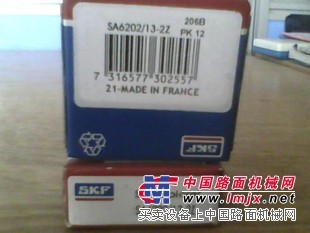 SA6202/13-2Z
206B
PK 12
7 316577 302557
21-MADE IN FRANCE
SKF
SKF
中国路面机械网
www.lmjx.net
买卖设备上中国路面机械网